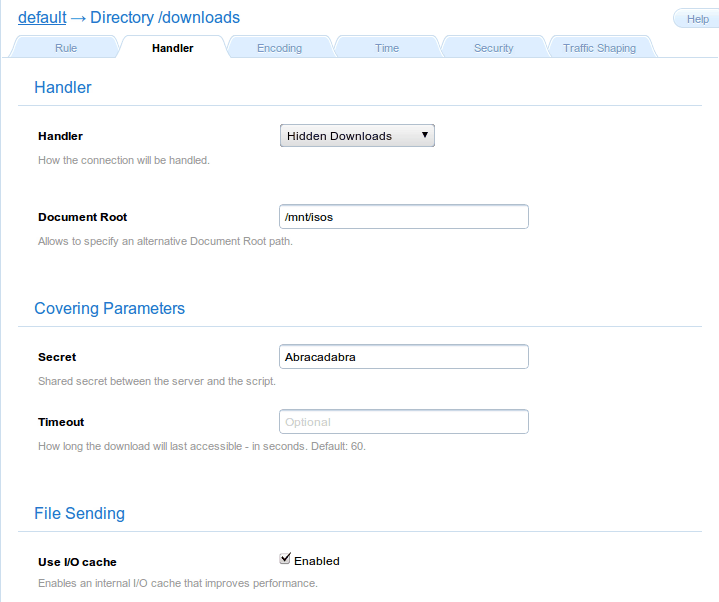 default → Directory /downloads
Help
Rule Handler Encoding Time Security Traffic Shaping
Handler
Handler Hidden Downloads
How the connection will be handled.
Document Root /mnt/isos
Allows to specify an alternative Document Root path.
Covering Parameters
Secret Abracadabra
Shared secret between the server and the script.
Timeout Optional
How long the download will last accessible - in seconds. Default: 60.
File Sending
Use I/O cache Enabled
Enables an internal I/O cache that improves performance.